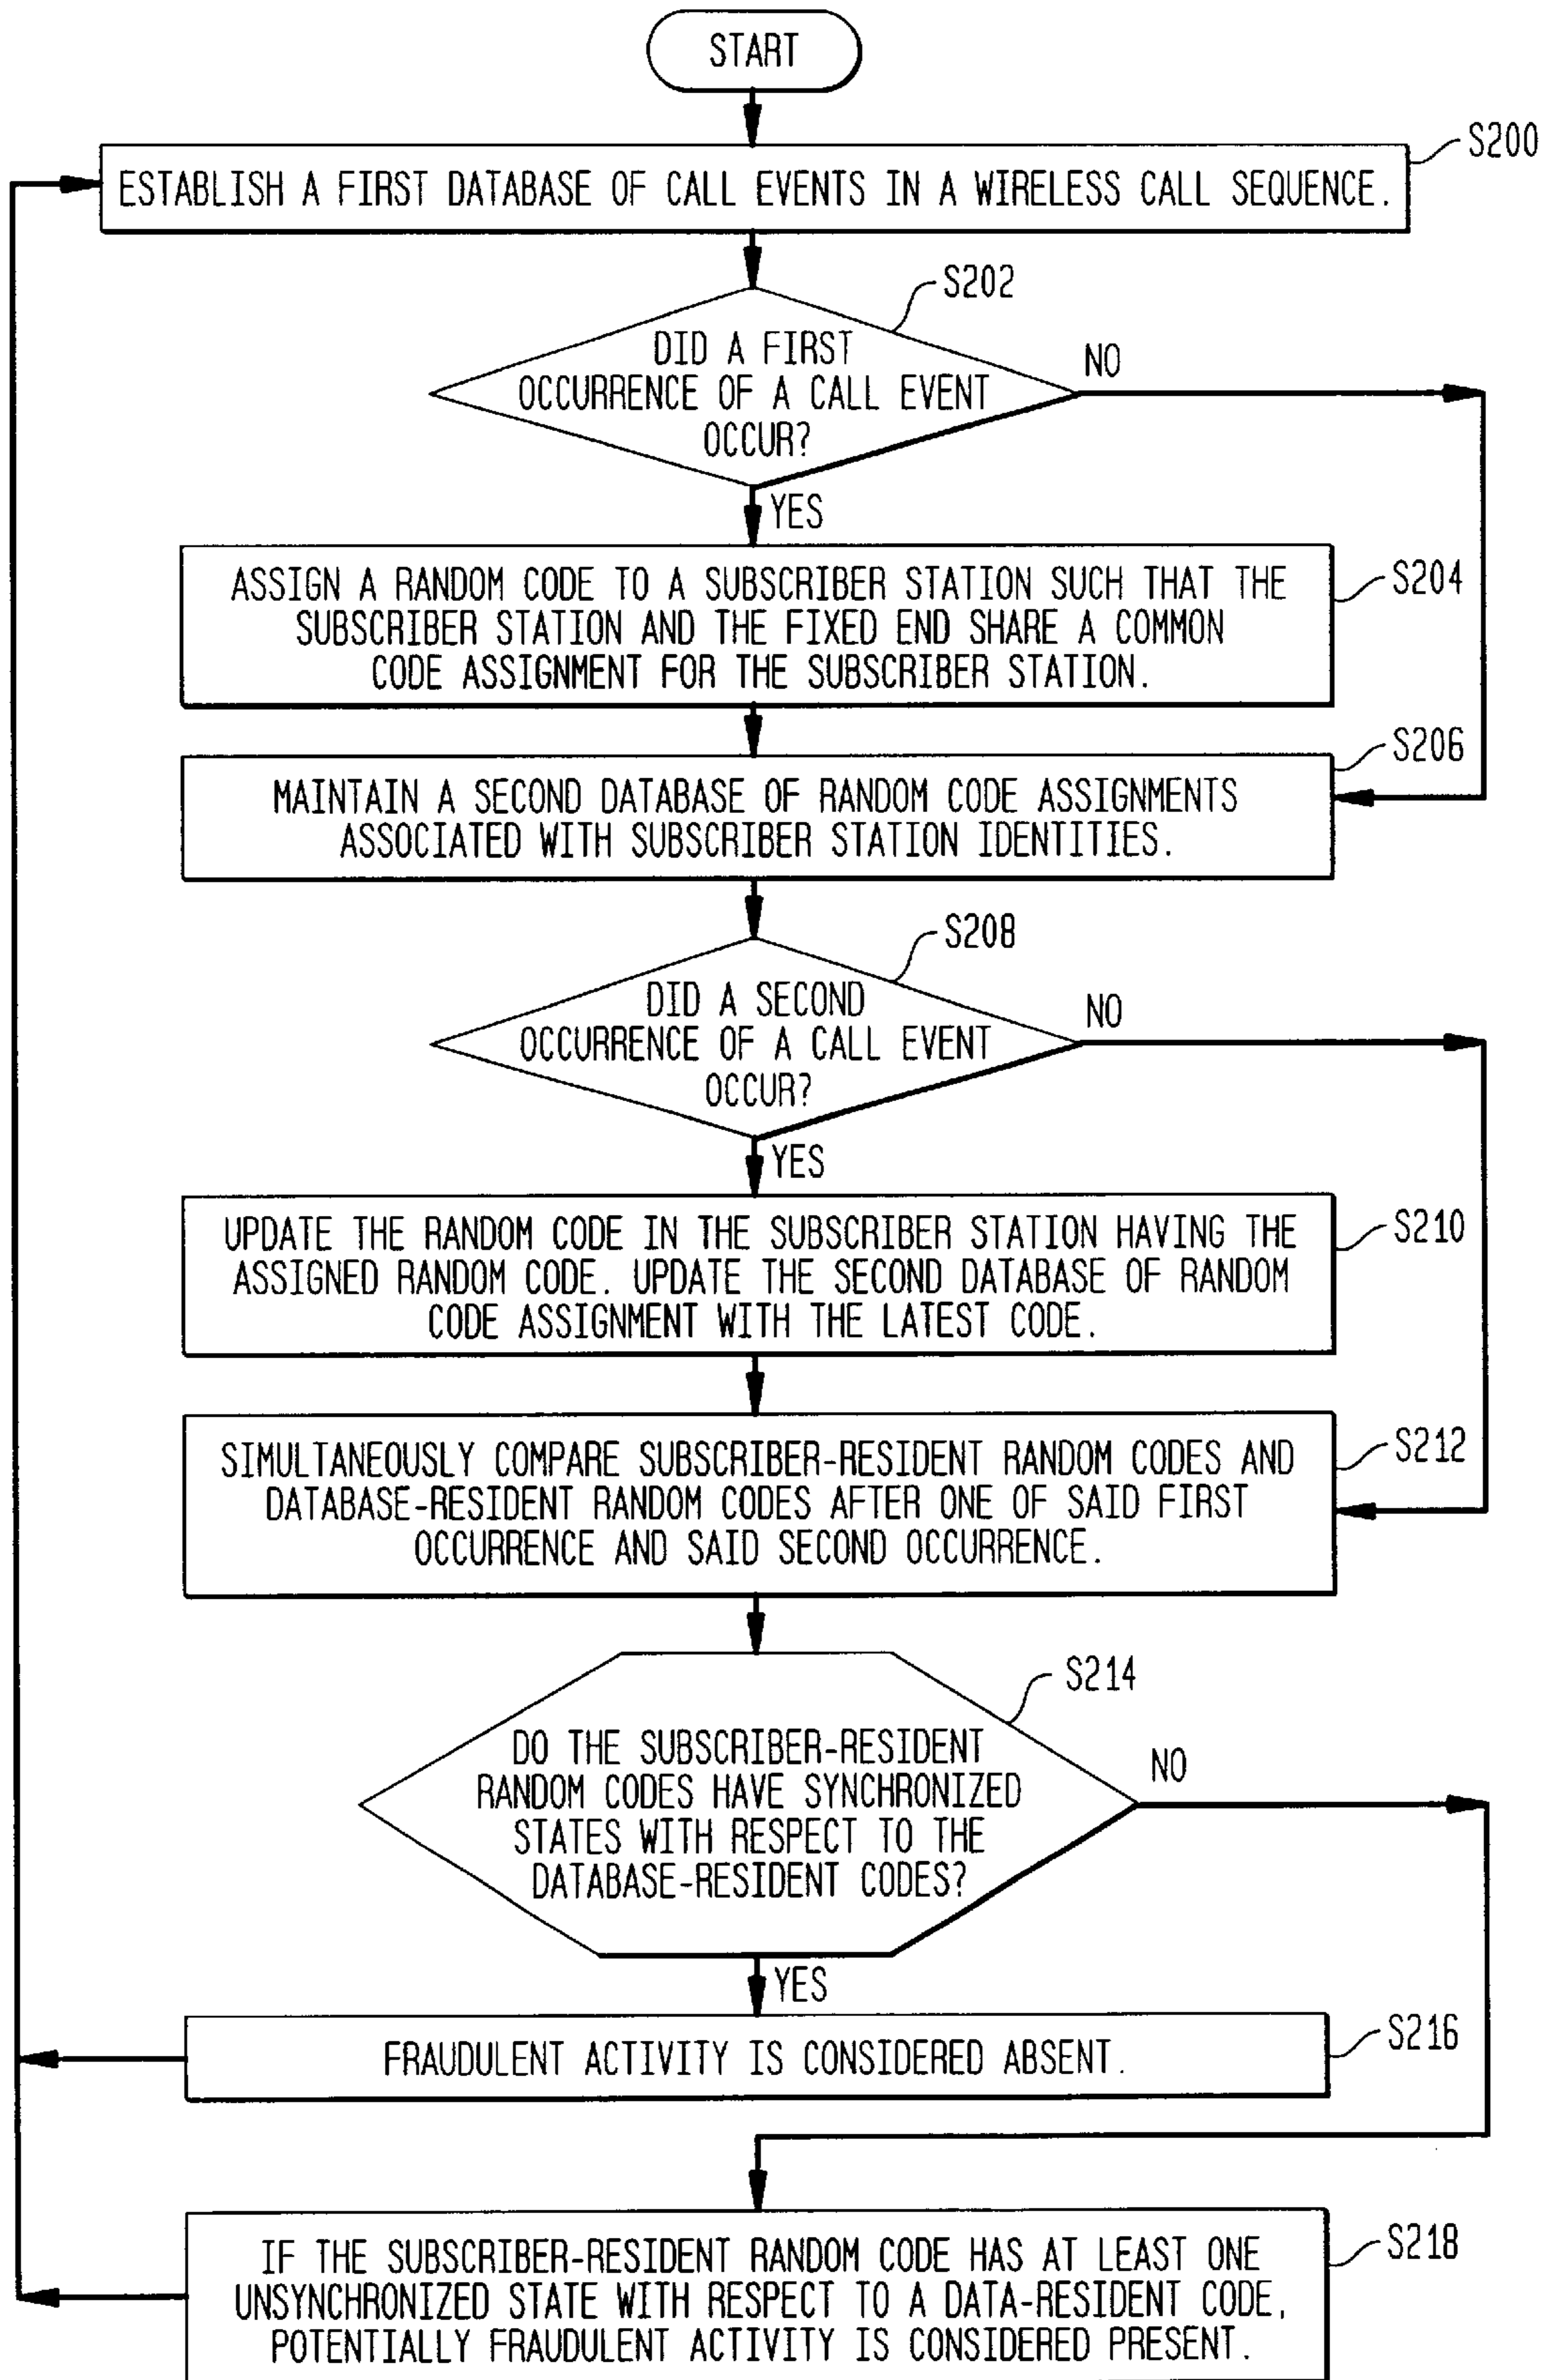 START
S200
ESTABLISH A FIRST DATABASE OF CALL EVENTS IN A WIRELESS CALL SEQUENCE.
S202
DID A FIRST
OCCURRENCE OF A CALL EVENT
OCCUR?
NO
YES
S204
ASSIGN A RANDOM CODE TO A SUBSCRIBER STATION SUCH THAT THE
SUBSCRIBER STATION AND THE FIXED END SHARE A COMMON
CODE ASSIGNMENT FOR THE SUBSCRIBER STATION.
S206
MAINTAIN A SECOND DATABASE OF RANDOM CODE ASSIGNMENTS
ASSOCIATED WITH SUBSCRIBER STATION IDENTITIES.
S208
DID A SECOND
OCCURRENCE OF A CALL EVENT
OCCUR?
NO
YES
S210
UPDATE THE RANDOM CODE IN THE SUBSCRIBER STATION HAVING THE
ASSIGNED RANDOM CODE. UPDATE THE SECOND DATABASE OF RANDOM
CODE ASSIGNMENT WITH THE LATEST CODE.
S212
SIMULTANEOUSLY COMPARE SUBSCRIBER-RESIDENT RANDOM CODES AND
DATABASE-RESIDENT RANDOM CODES AFTER ONE OF SAID FIRST
OCCURRENCE AND SAID SECOND OCCURRENCE.
S214
DO THE SUBSCRIBER-RESIDENT
RANDOM CODES HAVE SYNCHRONIZED
STATES WITH RESPECT TO THE
DATABASE-RESIDENT CODES?
NO
YES
S216
FRAUDULENT ACTIVITY IS CONSIDERED ABSENT.
S218
IF THE SUBSCRIBER-RESIDENT RANDOM CODE HAS AT LEAST ONE
UNSYNCHRONIZED STATE WITH RESPECT TO A DATA-RESIDENT CODE,
POTENTIALLY FRAUDULENT ACTIVITY IS CONSIDERED PRESENT.